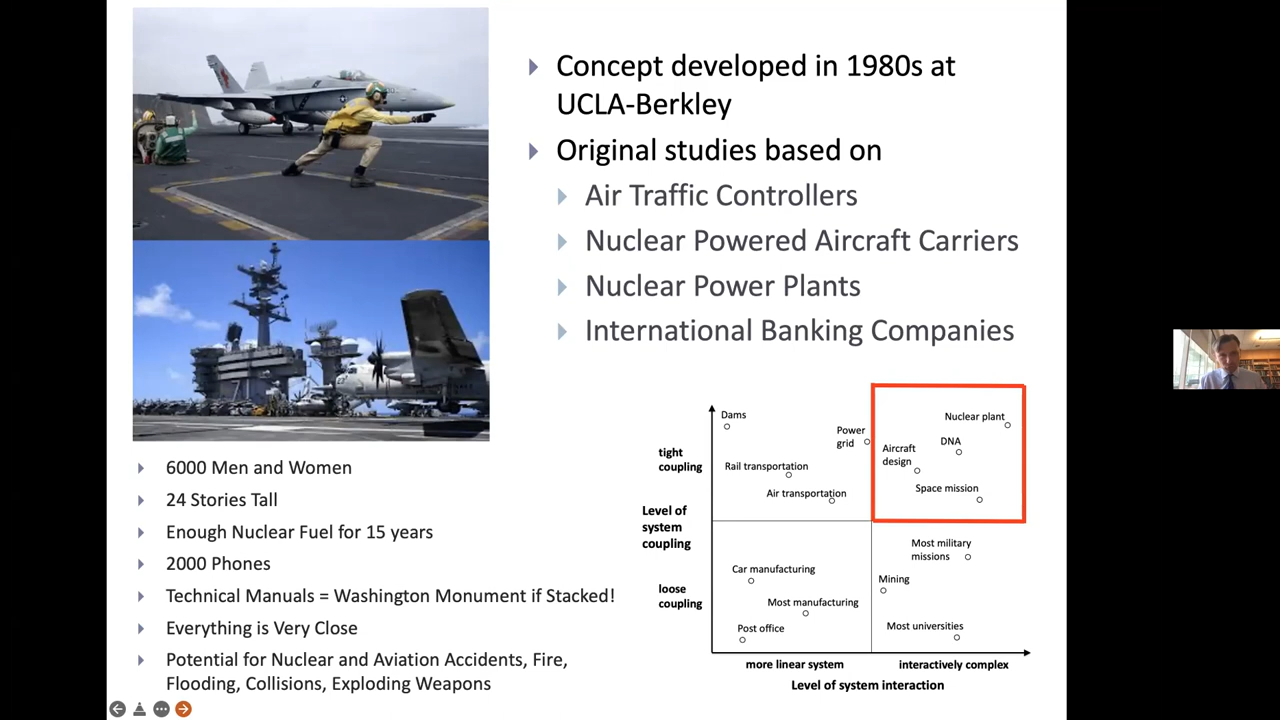 Concept developed in 1980s at
UCLA-Berkley
Original studies based on
Air Traffic Controllers
Nuclear Powered Aircraft Carriers
Nuclear Power Plants
International Banking Companies
6000 Men and Women
24 Stories Tall
Enough Nuclear Fuel for 15 years
2000 Phones
Technical Manuals = Washington Monument if Stacked!
Everything is Very Close
Potential for Nuclear and Aviation Accidents, Fire,
Flooding, Collisions, Exploding Weapons
Dams
Power
grid
Nuclear plant
DNA
Aircraft
design
tight
coupling
Rail transportation
Air transportation
Space mission
Level of
system
coupling
Most military
missions
Car manufacturing
Mining
loose
coupling
Most manufacturing
Post office
Most universities
more linear system
interactively complex
Level of system interaction